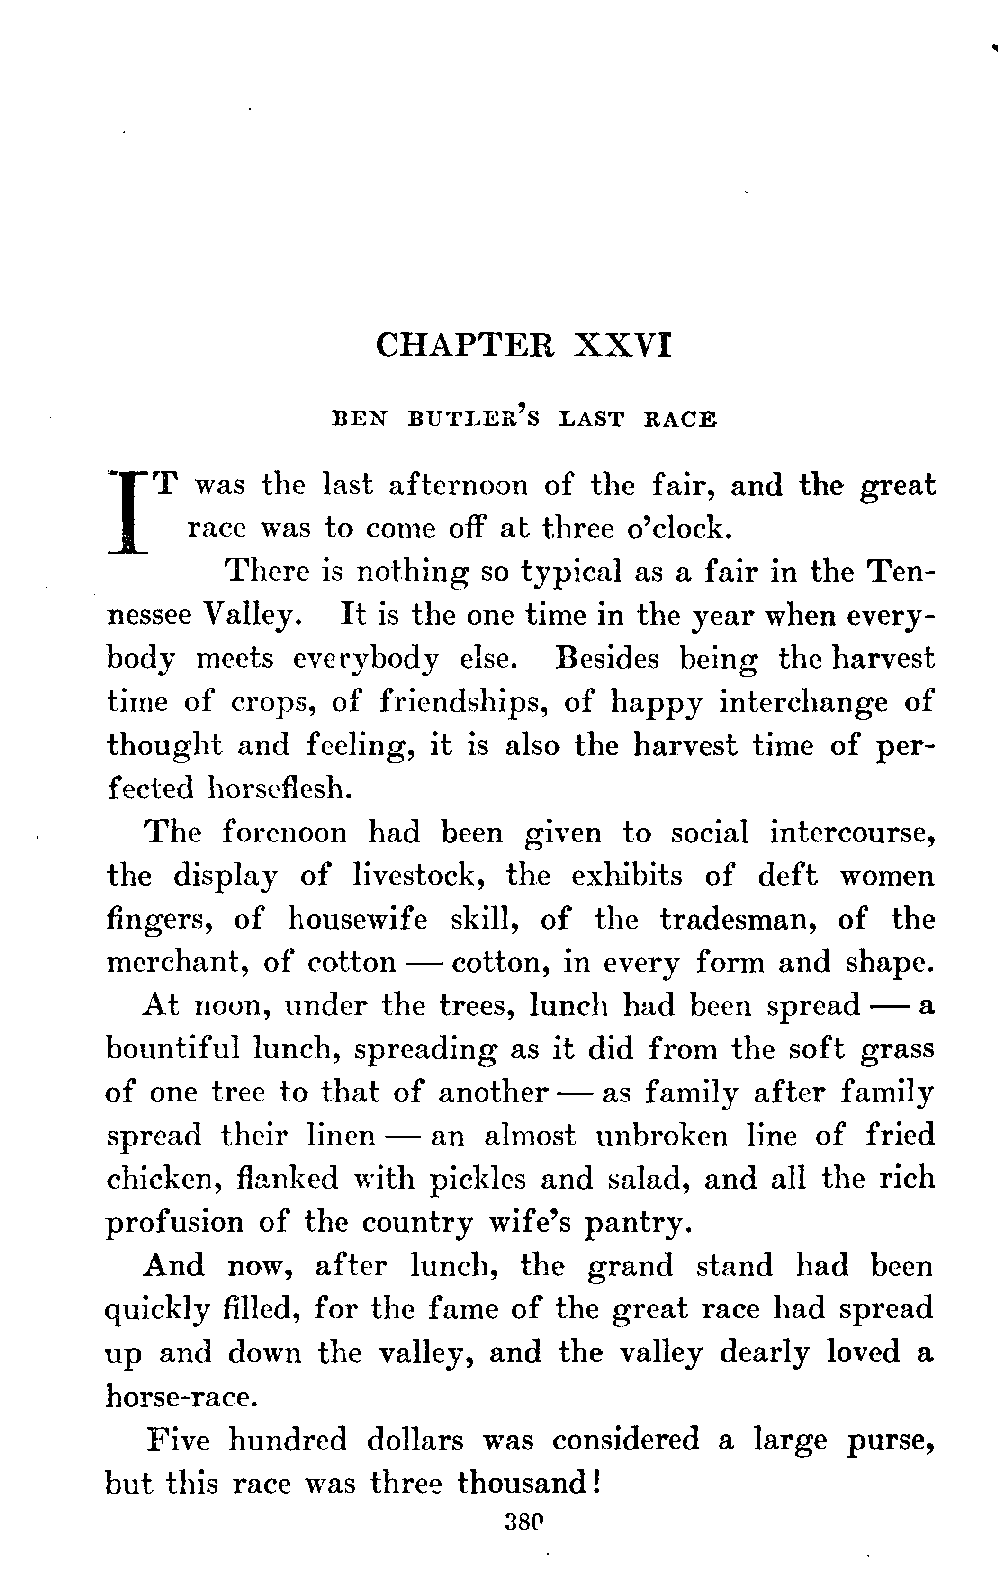 CHAPTER XXVI
BEN BUTLER'S LAST RACE
IT was the last afternoon of the fair, and the great
race was to come off at three o'clock.
There is nothing so typical as a fair in the Ten-
nessee Valley. It is the one time in the year when every-
body meets everybody else. Besides being the harvest
time of crops, of friendships, of happy interchange of
thought and feeling, it is also the harvest time of per-
fected horseflesh.
The forenoon had been given to social intercourse,
the display of livestock, the exhibits of deft women
fingers, of housewife skill, of the tradesman, of the
merchant, of cotton — cotton, in every form and shape.
At noon, under the trees, lunch had been spread — a
bountiful lunch, spreading as it did from the soft grass
of one tree to that of another — as family after family
spread their linen — an almost unbroken line of fried
chicken, flanked with pickles and salad, and all the rich
profusion of the country wife's pantry.
And now, after lunch, the grand stand had been
quickly filled, for the fame of the great race had spread
up and down the valley, and the valley dearly loved a
horse-race.
Five hundred dollars was considered a large purse,
but this race was three thousand!
380